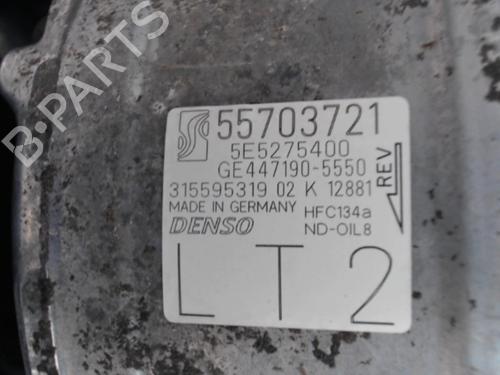 B-PARTS
55703721
5E5275400
GE447190-5550
315595319 02 K 12881
MADE IN GERMANY HFC134a
DENSO ND-OIL8
REV
LT2